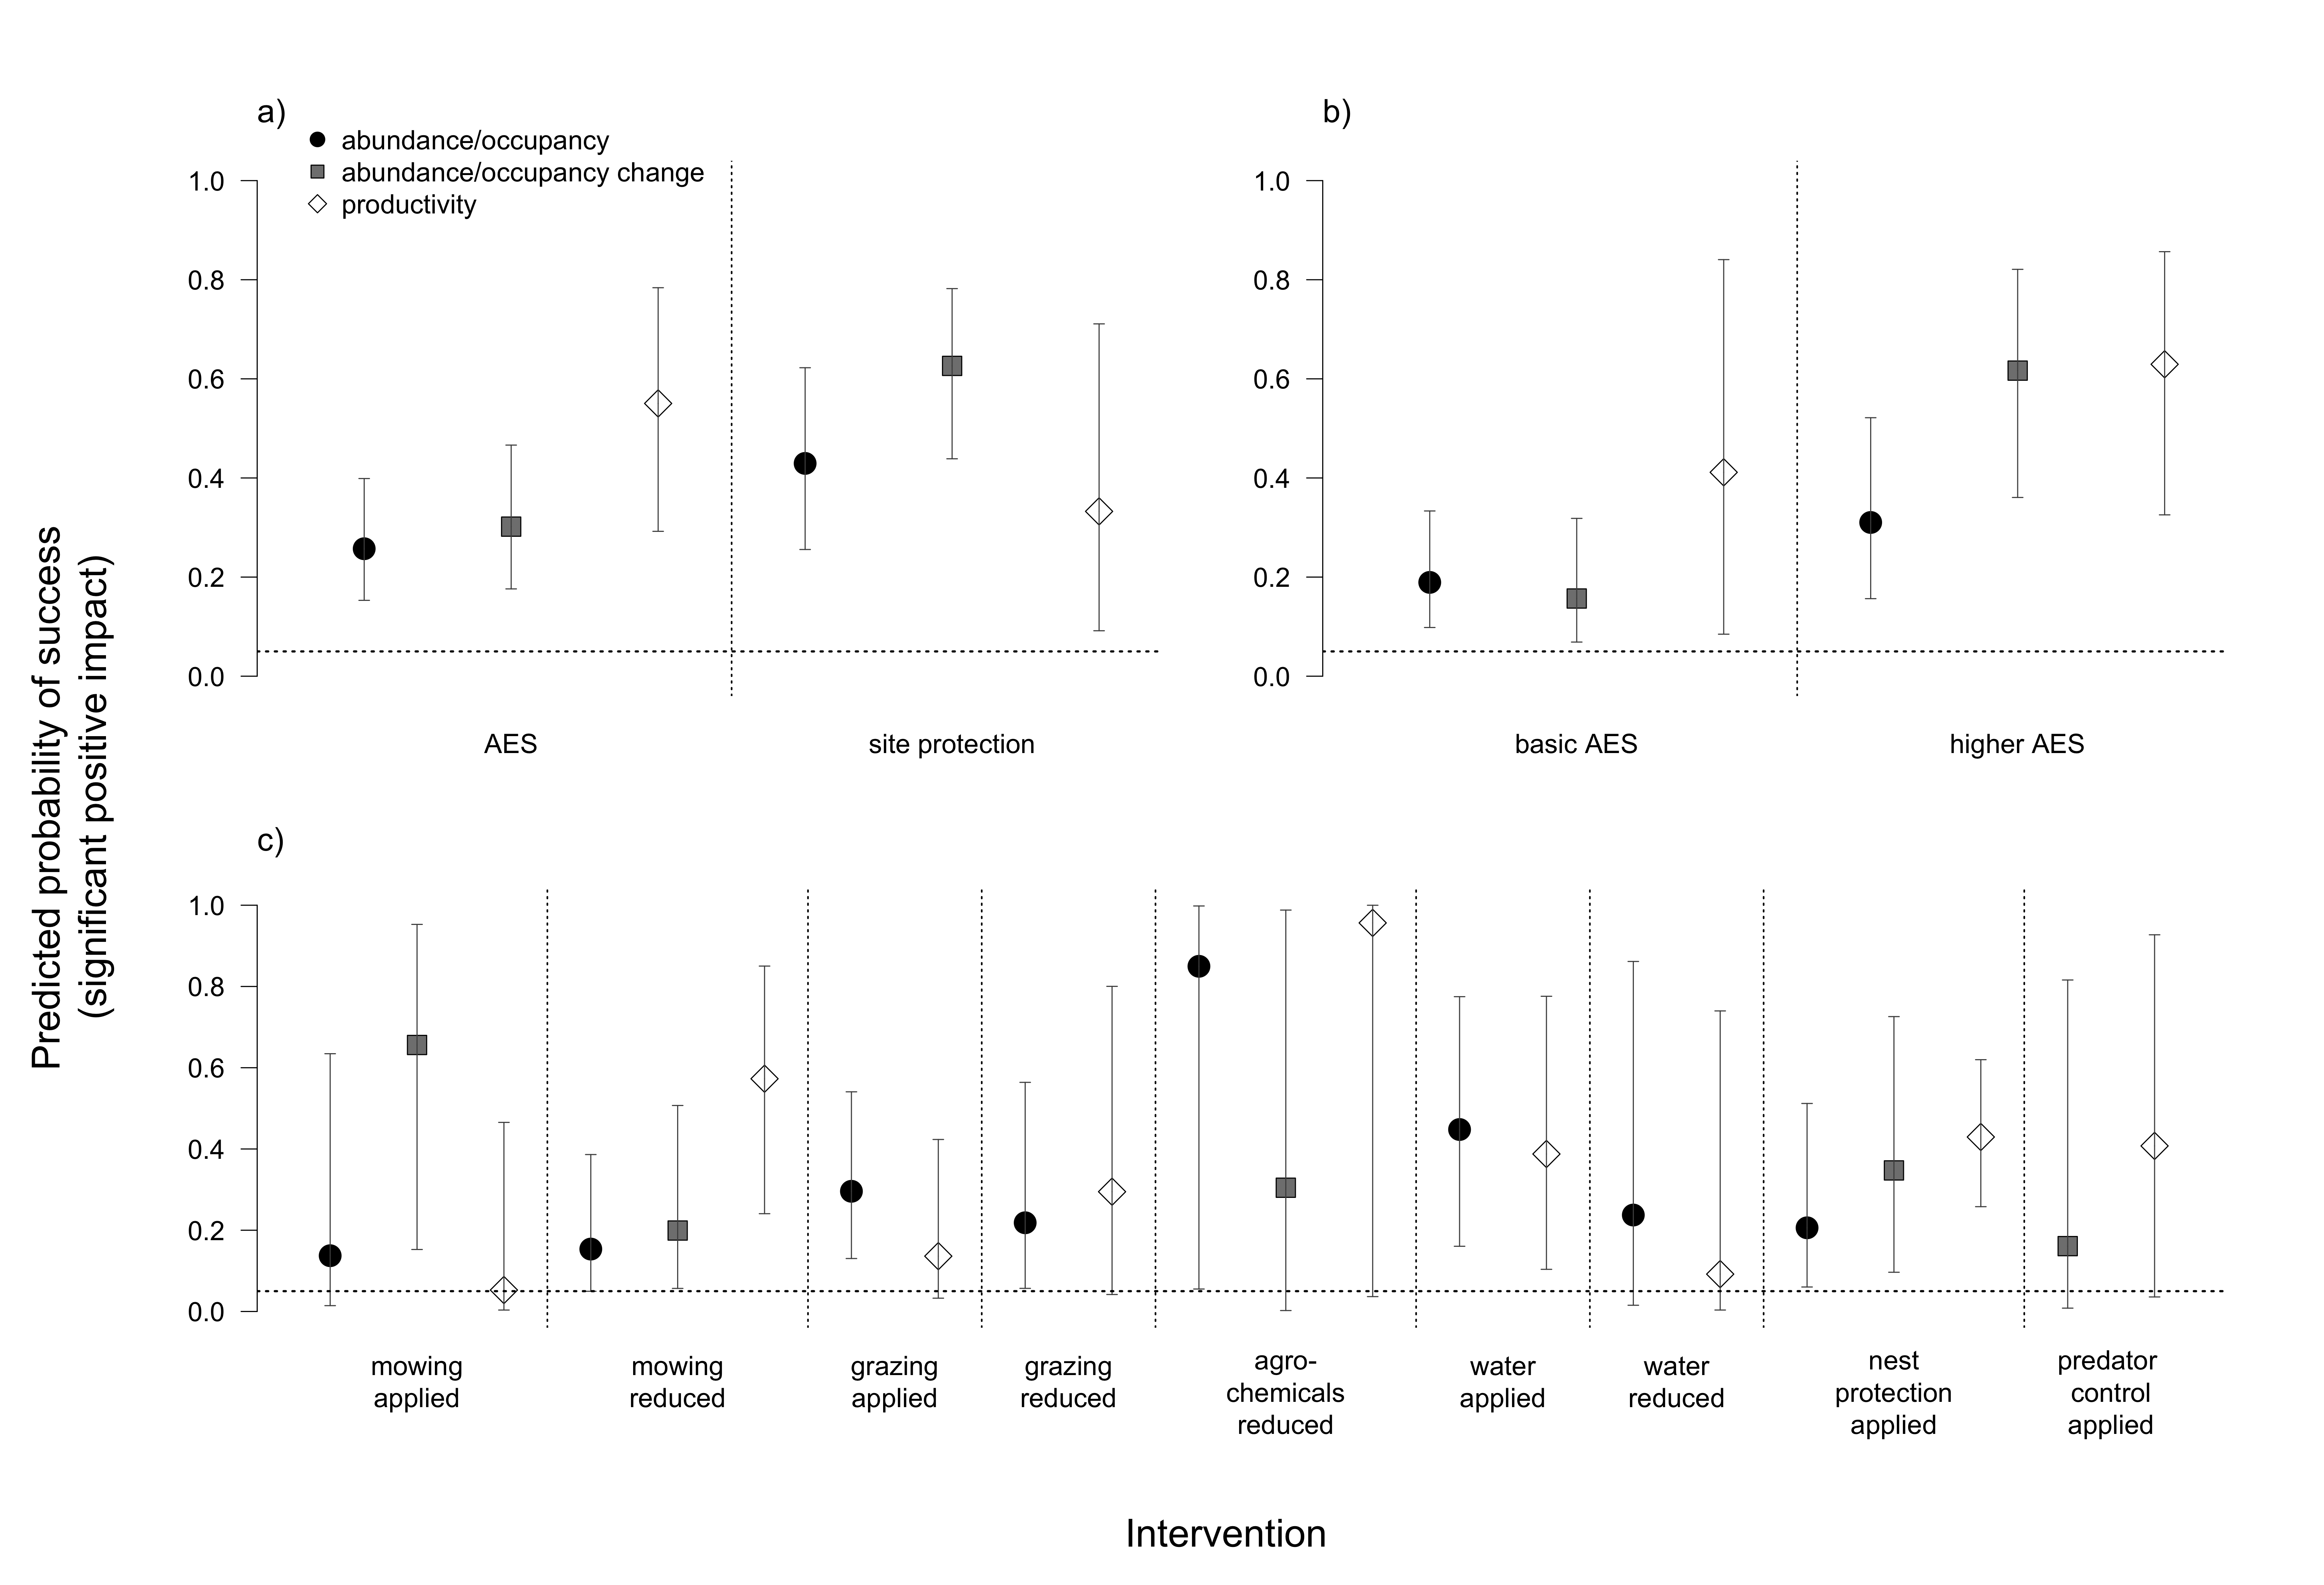 a)
abundance/occupancy
abundance/occupancy change
productivity
1.0
0.8
0.6
0.4
0.2
0.0
AES
site protection
b)
1.0
0.8
0.6
0.4
0.2
0.0
basic AES
higher AES
Predicted probability of success
(significant positive impact)
c)
1.0
0.8
0.6
0.4
0.2
0.0
mowing
applied
mowing
reduced
grazing
applied
grazing
reduced
agro-
chemicals
reduced
water
applied
water
reduced
nest
protection
applied
predator
control
applied
Intervention